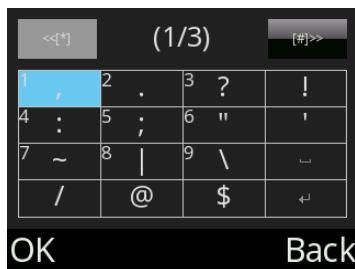 <<[*] (1/3) [#]>>
1 , 2 . 3 ? !
4 : 5 ; 6 " '
7 ~ 8 | 9 \ ⎵
/ @ $ ↵
OK Back